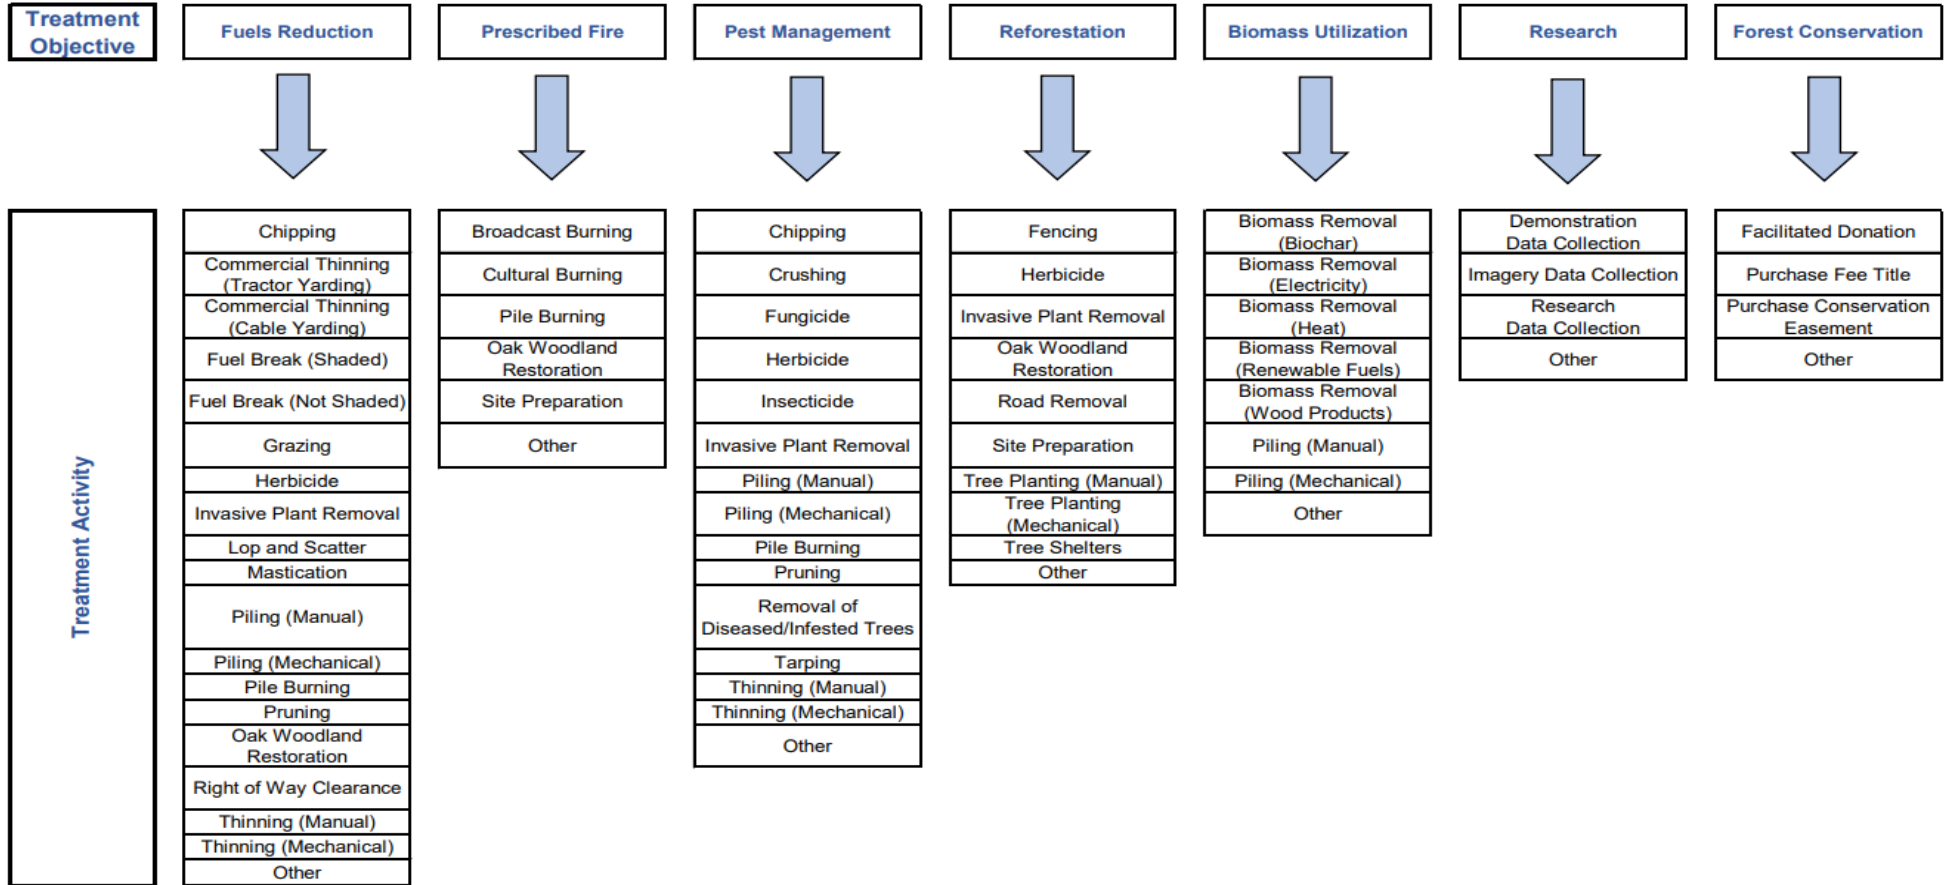 Treatment
Objective
Fuels Reduction
Prescribed Fire
Pest Management
Reforestation
Biomass Utilization
Research
Forest Conservation
Treatment Activity
Chipping
Commercial Thinning
(Tractor Yarding)
Commercial Thinning
(Cable Yarding)
Fuel Break (Shaded)
Fuel Break (Not Shaded)
Grazing
Herbicide
Invasive Plant Removal
Lop and Scatter
Mastication
Piling (Manual)
Piling (Mechanical)
Pile Burning
Pruning
Oak Woodland
Restoration
Right of Way Clearance
Thinning (Manual)
Thinning (Mechanical)
Other
Broadcast Burning
Cultural Burning
Pile Burning
Oak Woodland
Restoration
Site Preparation
Other
Chipping
Crushing
Fungicide
Herbicide
Insecticide
Invasive Plant Removal
Piling (Manual)
Piling (Mechanical)
Pile Burning
Pruning
Removal of
Diseased/Infested Trees
Tarping
Thinning (Manual)
Thinning (Mechanical)
Other
Fencing
Herbicide
Invasive Plant Removal
Oak Woodland
Restoration
Road Removal
Site Preparation
Tree Planting (Manual)
Tree Planting
(Mechanical)
Tree Shelters
Other
Biomass Removal
(Biochar)
Biomass Removal
(Electricity)
Biomass Removal
(Heat)
Biomass Removal
(Renewable Fuels)
Biomass Removal
(Wood Products)
Piling (Manual)
Piling (Mechanical)
Other
Demonstration
Data Collection
Imagery Data Collection
Research
Data Collection
Other
Facilitated Donation
Purchase Fee Title
Purchase Conservation
Easement
Other